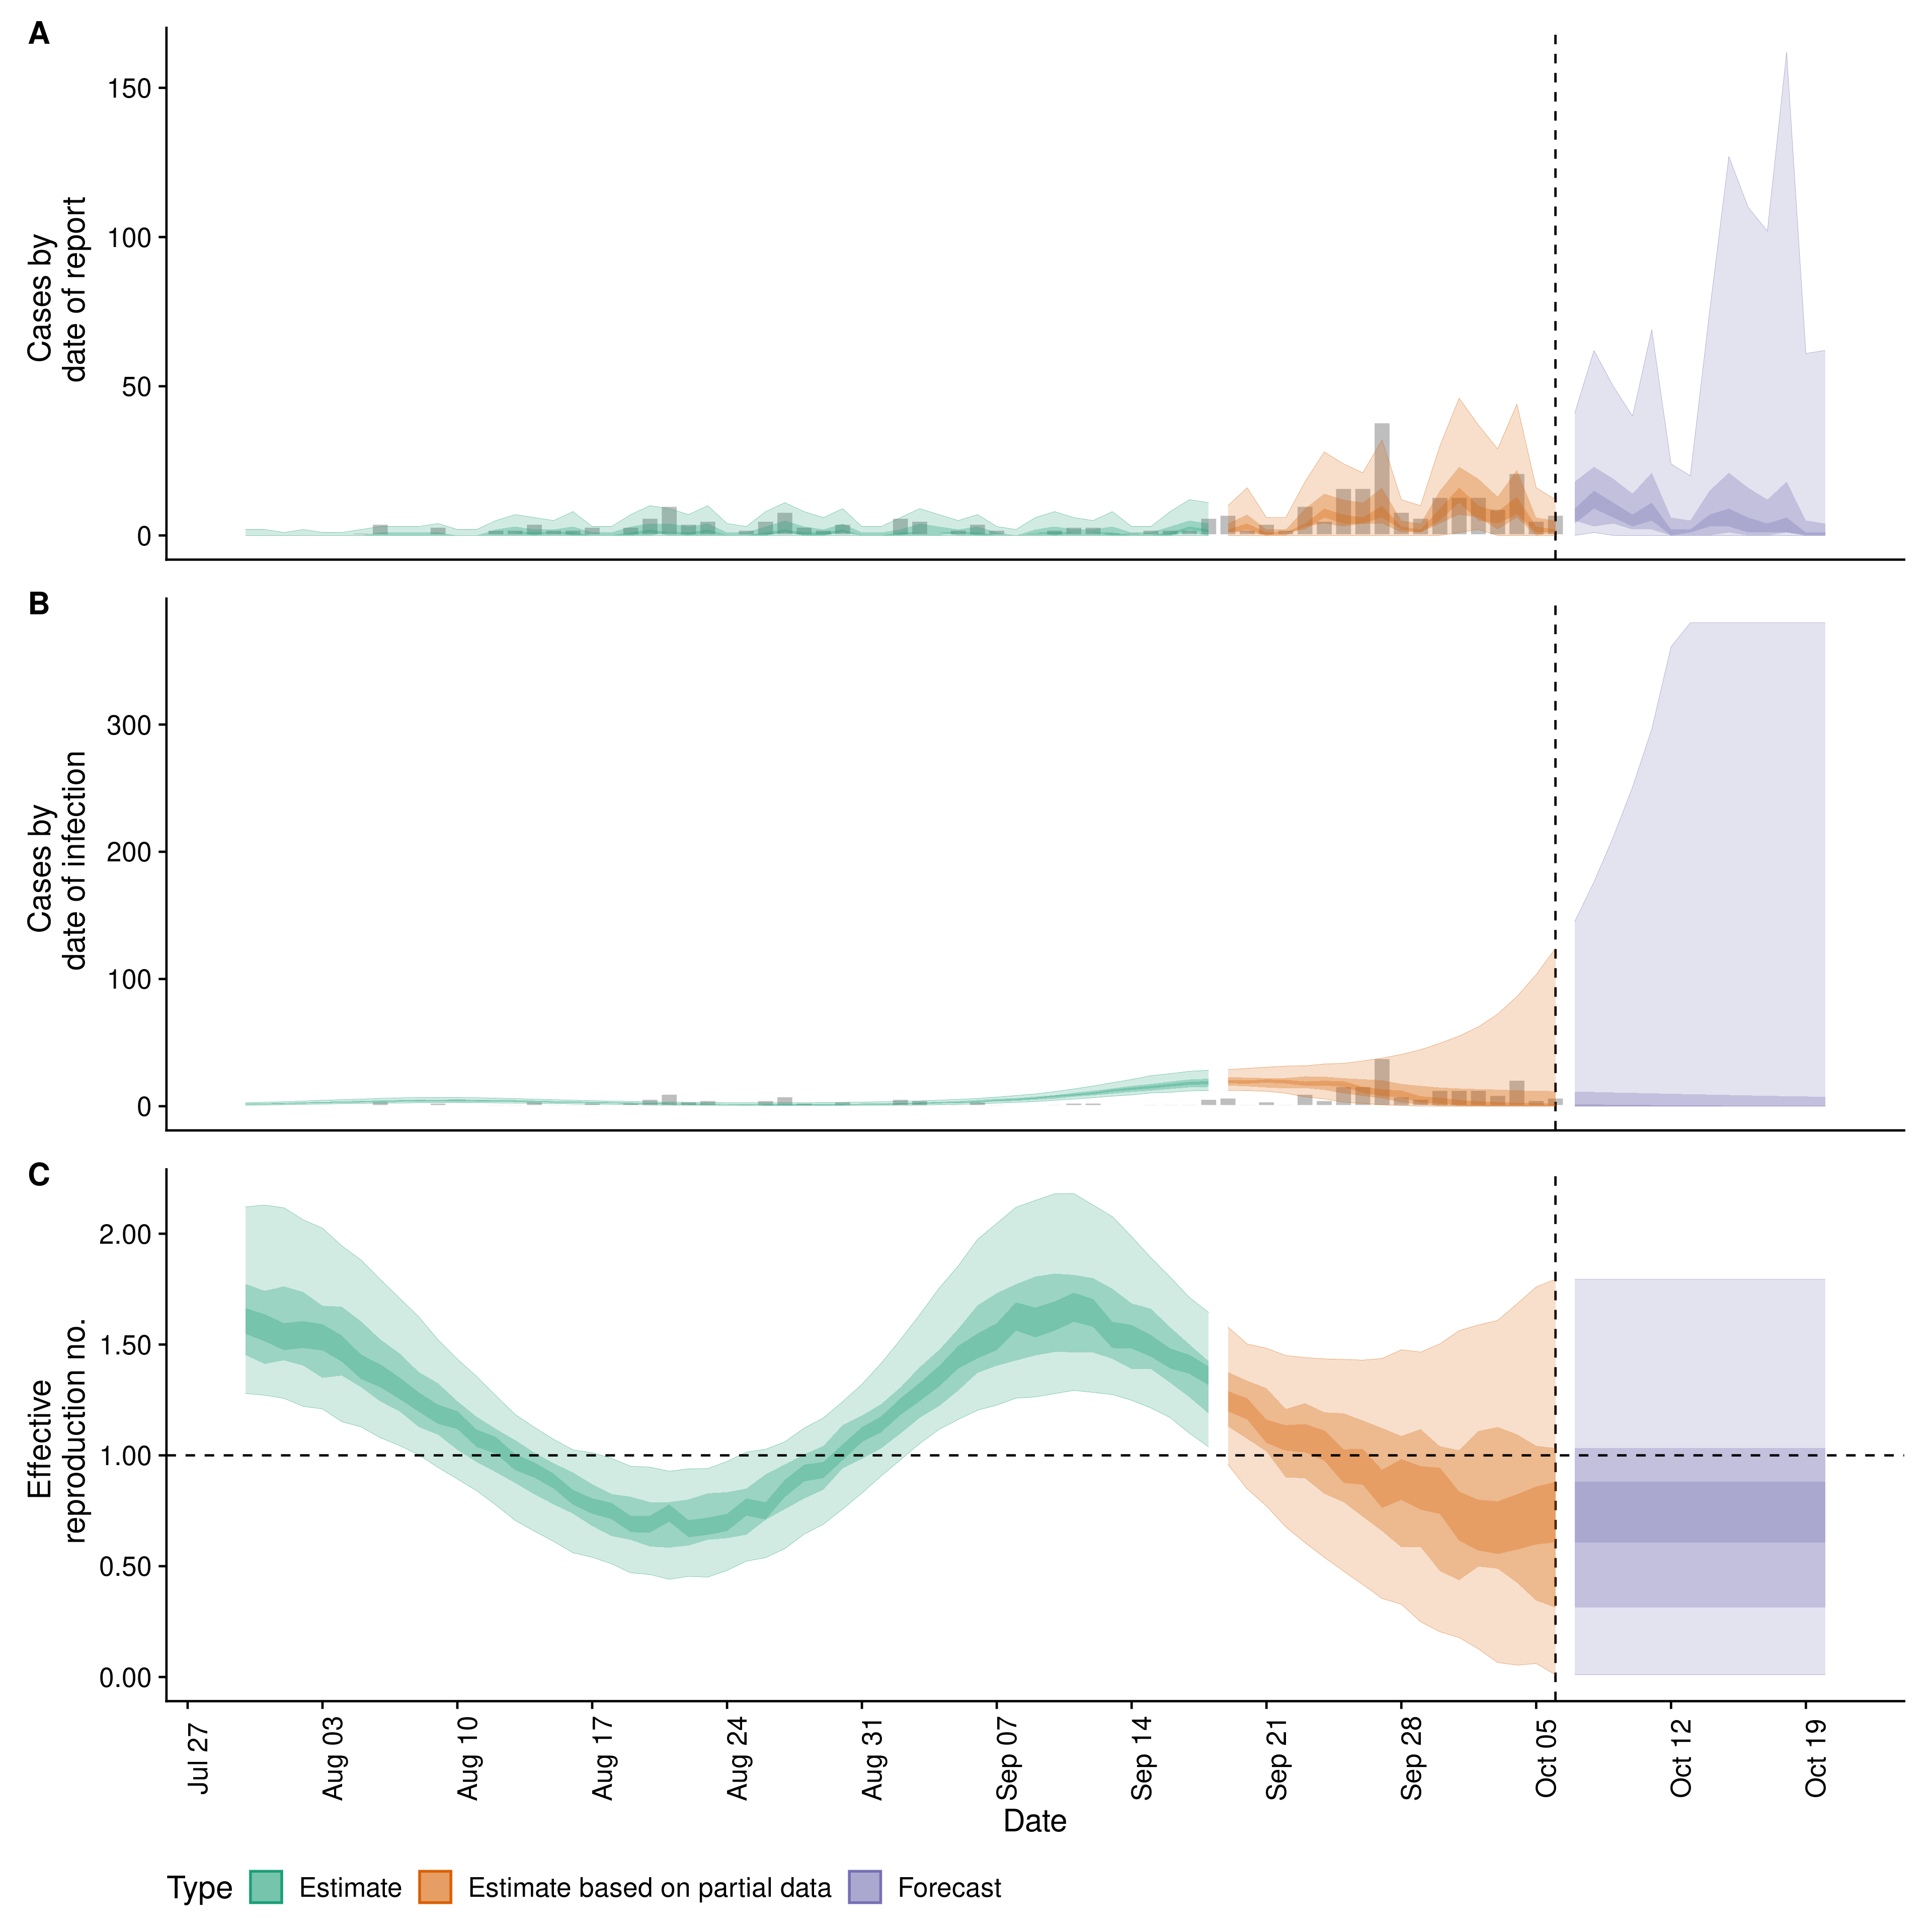 A
Cases by
date of report
150
100
50
0
B
Cases by
date of infection
300
200
100
0
C
Effective
reproduction no.
2.00
1.50
1.00
0.50
0.00
Jul 27
Aug 03
Aug 10
Aug 17
Aug 24
Aug 31
Sep 07
Sep 14
Sep 21
Sep 28
Oct 05
Oct 12
Oct 19
Date
Type Estimate Estimate based on partial data Forecast